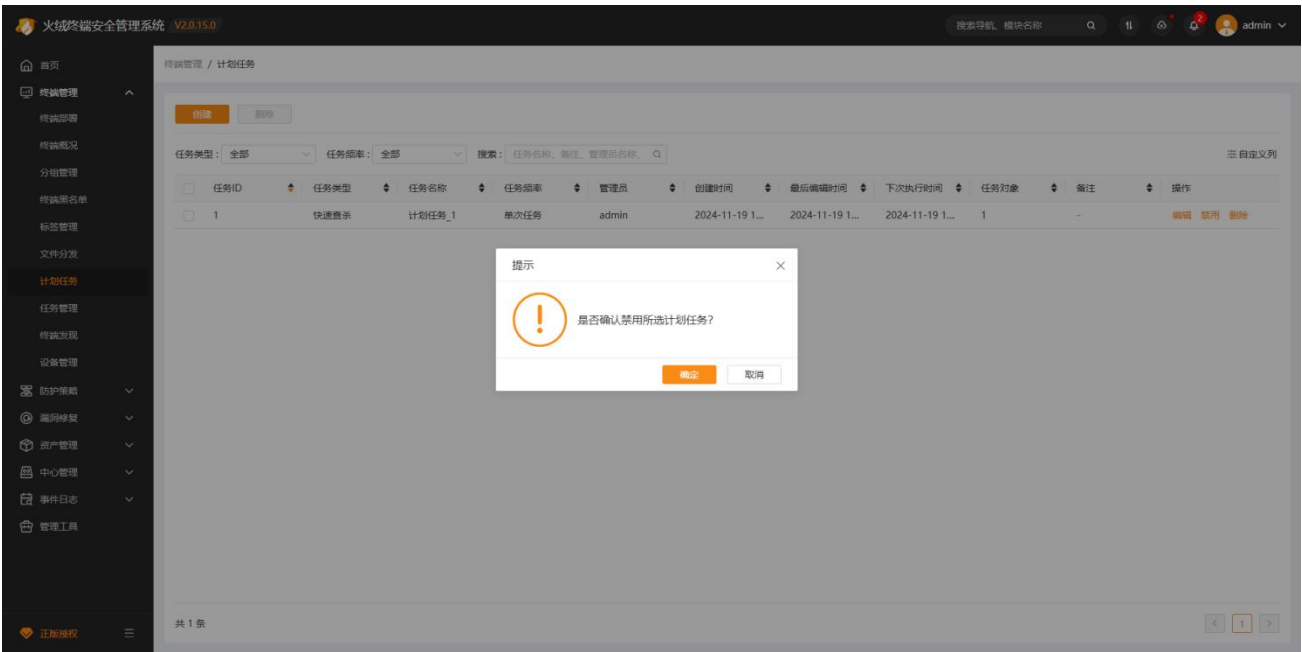 火绒终端安全管理系统 V2.0.15.0 搜索导航、模块名称 2 admin
首页
终端管理
终端部署
终端概况
分组管理
终端黑名单
标签管理
文件分发
计划任务
任务管理
终端发现
设备管理
防护策略
漏洞修复
资产管理
中心管理
事件日志
管理工具
正版授权
终端管理 / 计划任务
创建 删除
任务类型: 全部 任务频率: 全部 搜索: 任务名称、备注、管理员名称、 自定义列
任务ID 任务类型 任务名称 任务频率 管理员 创建时间 最后编辑时间 下次执行时间 任务对象 备注 操作
1 快速查杀 计划任务_1 单次任务 admin 2024-11-19 1... 2024-11-19 1... 2024-11-19 1... 1 - 编辑 禁用 删除
提示
是否确认禁用所选计划任务?
确定 取消
共 1 条 1